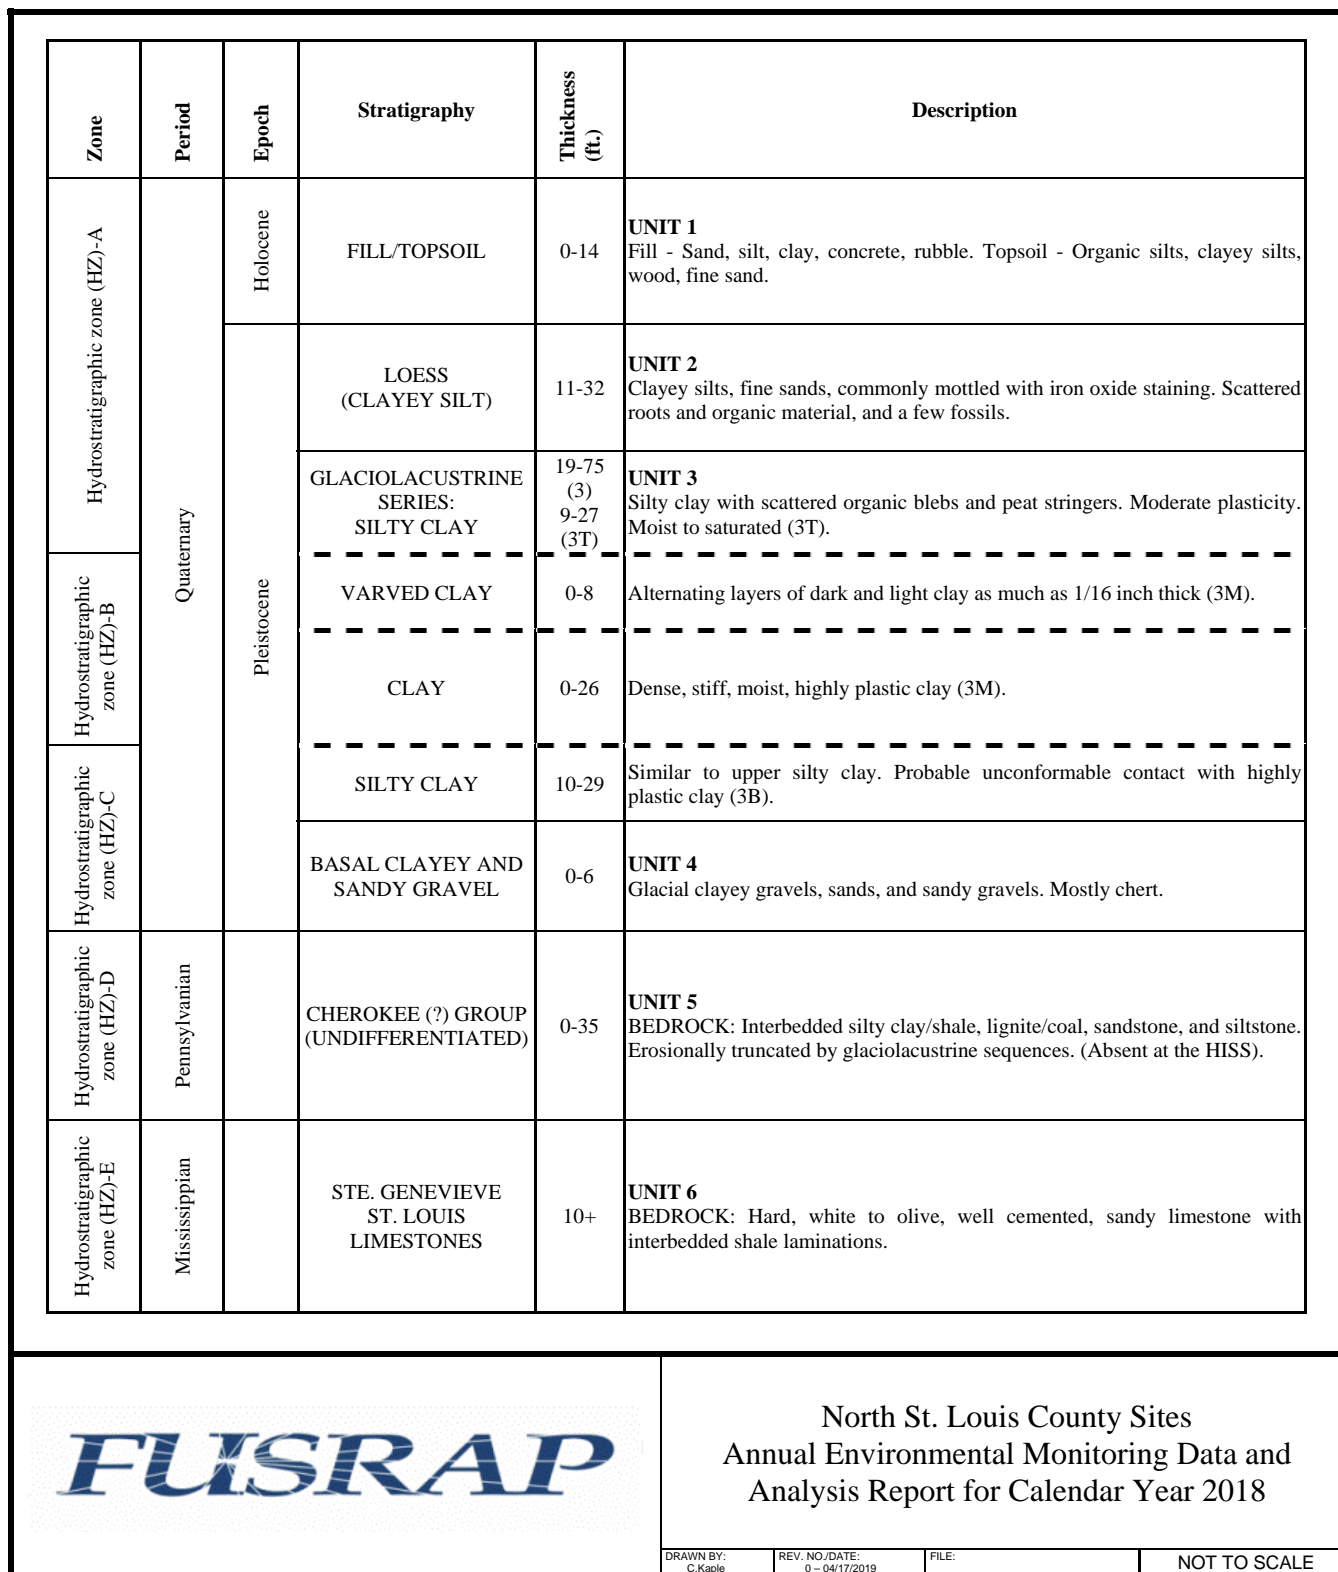 Zone
Period
Epoch
Stratigraphy
Thickness
(ft.)
Description
Hydrostratigraphic zone (HZ)-A
Quaternary
Holocene
FILL/TOPSOIL
0-14
UNIT 1
Fill - Sand, silt, clay, concrete, rubble. Topsoil - Organic silts, clayey silts,
wood, fine sand.
Pleistocene
LOESS
(CLAYEY SILT)
11-32
UNIT 2
Clayey silts, fine sands, commonly mottled with iron oxide staining. Scattered
roots and organic material, and a few fossils.
GLACIOLACUSTRINE
SERIES:
SILTY CLAY
19-75
(3)
9-27
(3T)
UNIT 3
Silty clay with scattered organic blebs and peat stringers. Moderate plasticity.
Moist to saturated (3T).
Hydrostratigraphic
zone (HZ)-B
VARVED CLAY
0-8
Alternating layers of dark and light clay as much as 1/16 inch thick (3M).
CLAY
0-26
Dense, stiff, moist, highly plastic clay (3M).
Hydrostratigraphic
zone (HZ)-C
SILTY CLAY
10-29
Similar to upper silty clay. Probable unconformable contact with highly
plastic clay (3B).
BASAL CLAYEY AND
SANDY GRAVEL
0-6
UNIT 4
Glacial clayey gravels, sands, and sandy gravels. Mostly chert.
Hydrostratigraphic
zone (HZ)-D
Pennsylvanian
CHEROKEE (?) GROUP
(UNDIFFERENTIATED)
0-35
UNIT 5
BEDROCK: Interbedded silty clay/shale, lignite/coal, sandstone, and siltstone.
Erosionally truncated by glaciolacustrine sequences. (Absent at the HISS).
Hydrostratigraphic
zone (HZ)-E
Mississippian
STE. GENEVIEVE
ST. LOUIS
LIMESTONES
10+
UNIT 6
BEDROCK: Hard, white to olive, well cemented, sandy limestone with
interbedded shale laminations.
FUSRAP
North St. Louis County Sites
Annual Environmental Monitoring Data and
Analysis Report for Calendar Year 2018
DRAWN BY:
C.Kaple
REV. NO./DATE:
0 – 04/17/2019
FILE:
NOT TO SCALE